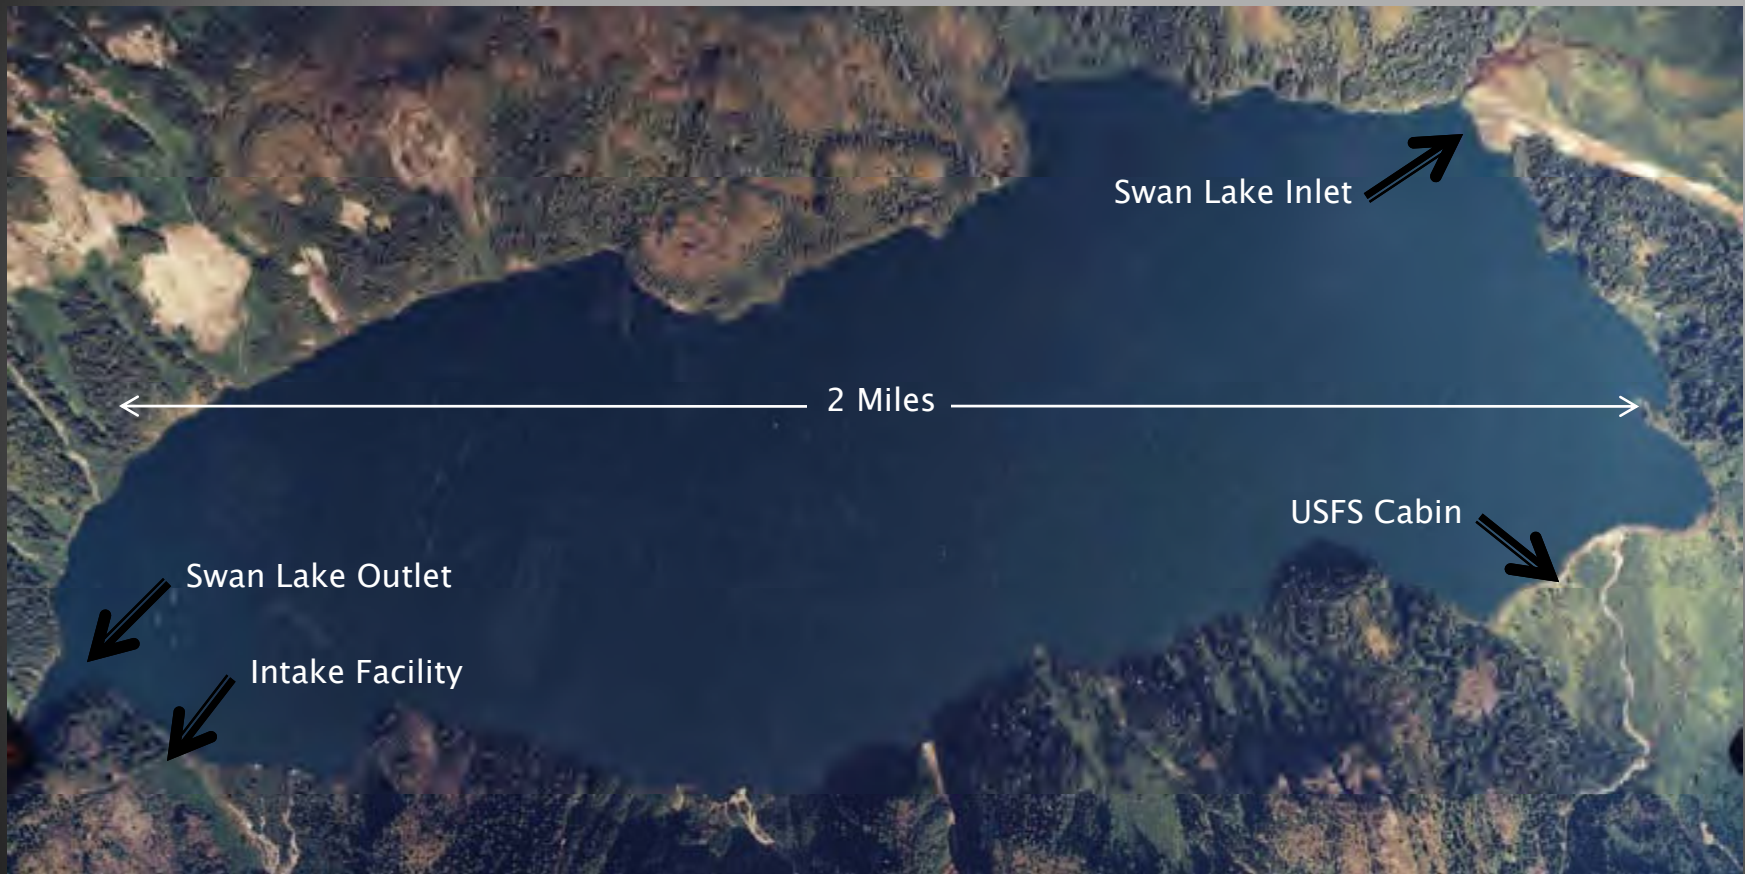 Swan Lake Inlet
2 Miles
USFS Cabin
Swan Lake Outlet
Intake Facility